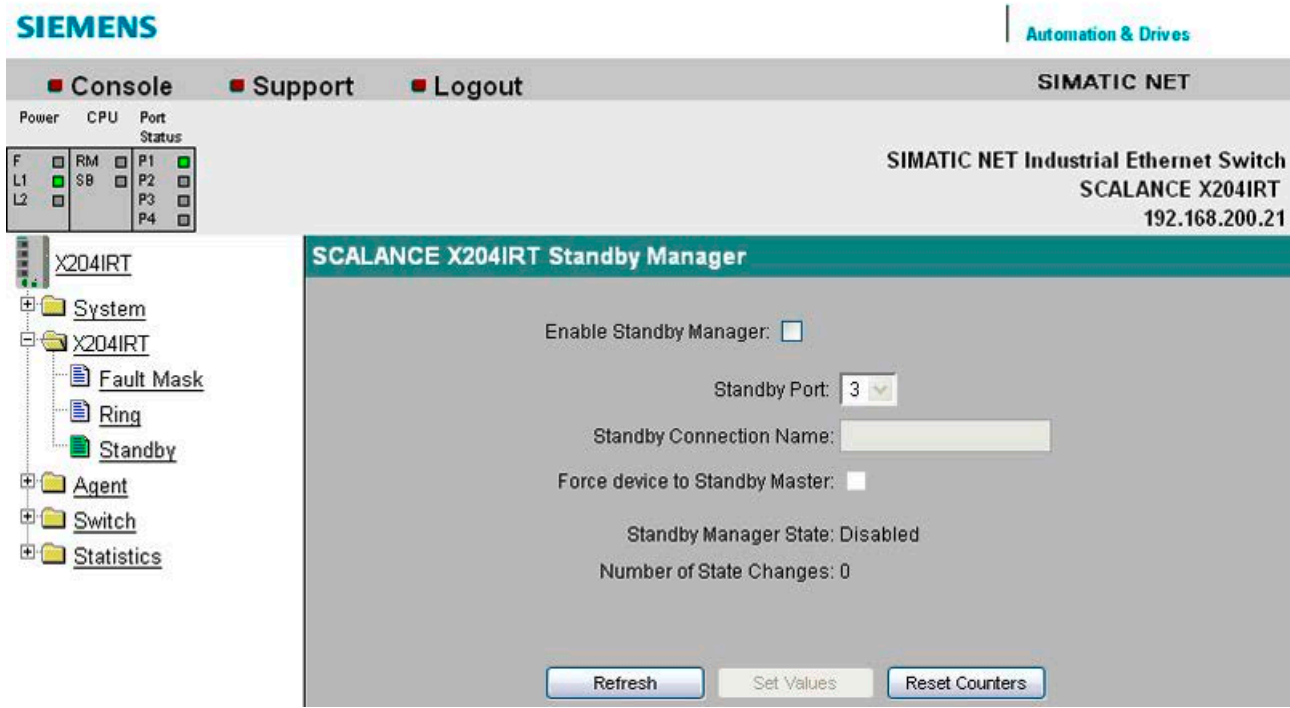 SIEMENS
Automation & Drives
Console Support Logout SIMATIC NET
Power CPU Port
Status
F RM P1
L1 SB P2
L2 P3
P4
SIMATIC NET Industrial Ethernet Switch
SCALANCE X204IRT
192.168.200.21
X204IRT
System
X204IRT
Fault Mask
Ring
Standby
Agent
Switch
Statistics
SCALANCE X204IRT Standby Manager
Enable Standby Manager:
Standby Port: 3
Standby Connection Name:
Force device to Standby Master:
Standby Manager State: Disabled
Number of State Changes: 0
Refresh Set Values Reset Counters